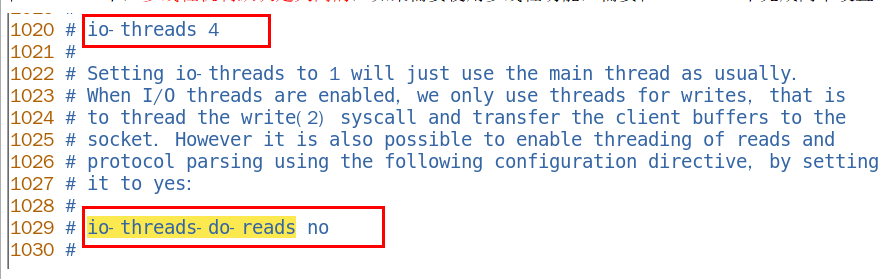 1020 # io-threads 4
1021 #
1022 # Setting io-threads to 1 will just use the main thread as usually.
1023 # When I/O threads are enabled, we only use threads for writes, that is
1024 # to thread the write(2) syscall and transfer the client buffers to the
1025 # socket. However it is also possible to enable threading of reads and
1026 # protocol parsing using the following configuration directive, by setting
1027 # it to yes:
1028 #
1029 # io-threads-do-reads no
1030 #